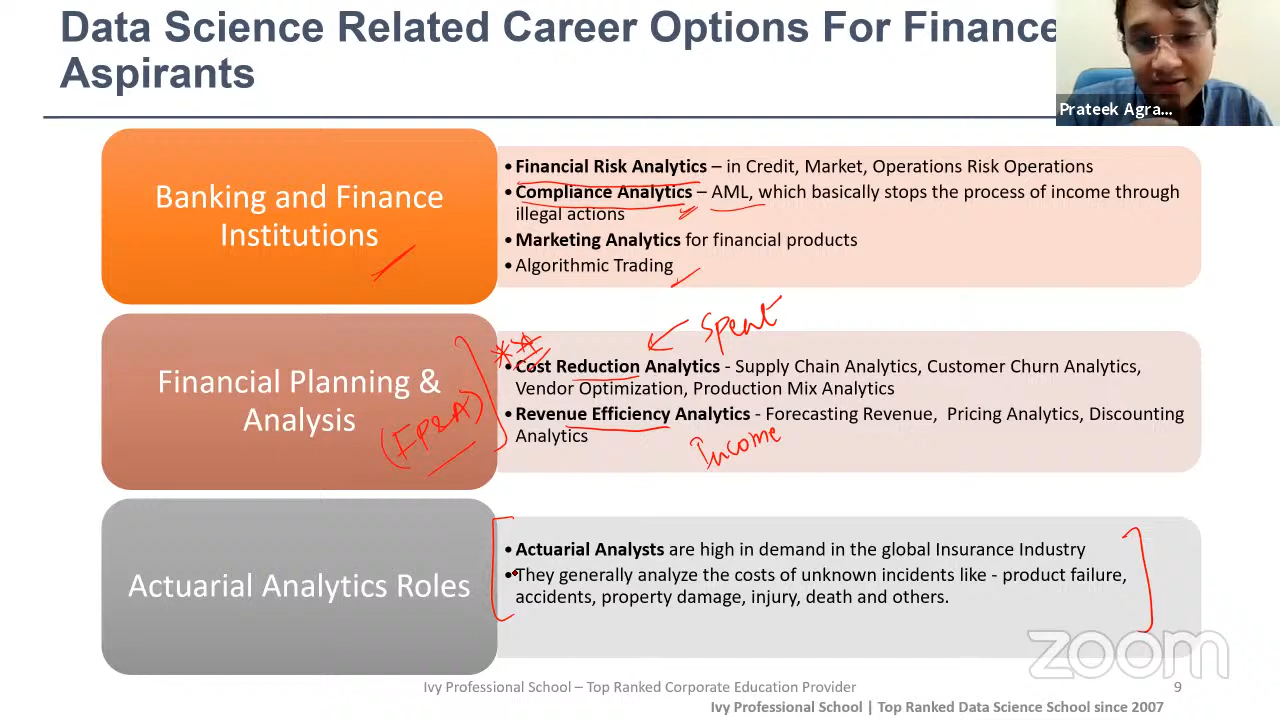 Data Science Related Career Options For Finance
Aspirants
Prateek Agra...
Banking and Finance
Institutions
• Financial Risk Analytics – in Credit, Market, Operations Risk Operations
• Compliance Analytics – AML, which basically stops the process of income through
illegal actions
• Marketing Analytics for financial products
• Algorithmic Trading
Spent
Financial Planning &
Analysis
(FP&A)
• Cost Reduction Analytics - Supply Chain Analytics, Customer Churn Analytics,
Vendor Optimization, Production Mix Analytics
• Revenue Efficiency Analytics - Forecasting Revenue, Pricing Analytics, Discounting
Analytics
Income
Actuarial Analytics Roles
• Actuarial Analysts are high in demand in the global Insurance Industry
• They generally analyze the costs of unknown incidents like - product failure,
accidents, property damage, injury, death and others.
zoom
Ivy Professional School – Top Ranked Corporate Education Provider
9
Ivy Professional School | Top Ranked Data Science School since 2007